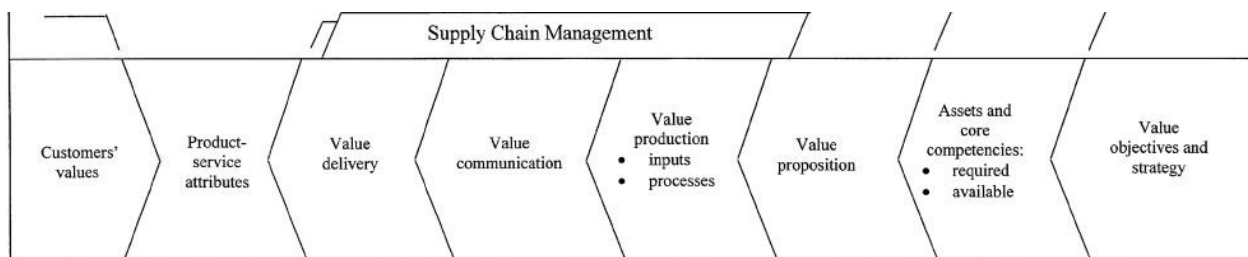 Supply Chain Management
Customers'
values
Product-
service
attributes
Value
delivery
Value
communication
Value
production
• inputs
• processes
Value
proposition
Assets and
core
competencies:
• required
• available
Value
objectives and
strategy